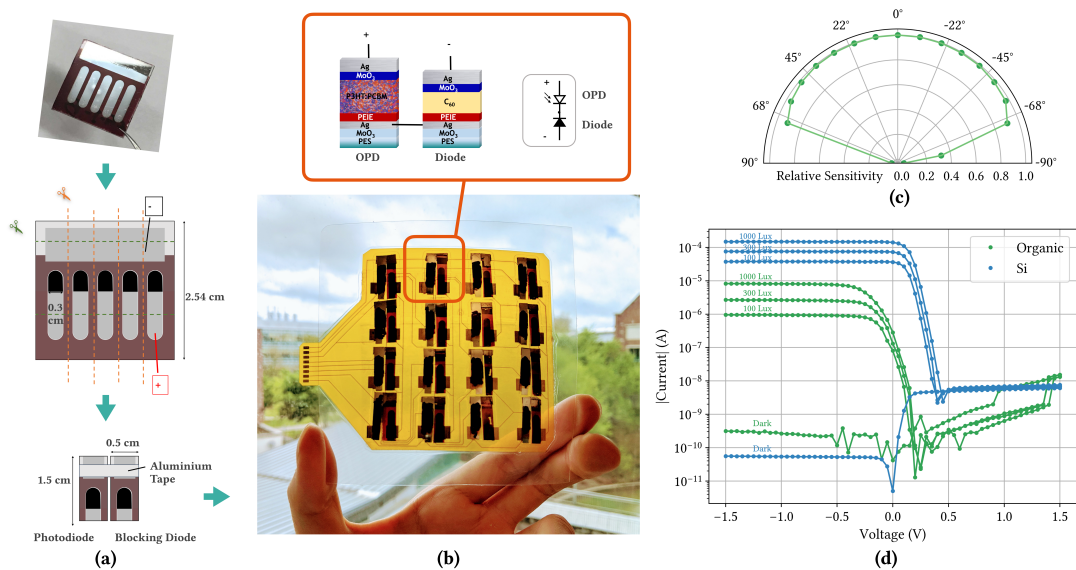 -
2.54 cm
0.3
cm
+
0.5 cm
1.5 cm
Aluminium
Tape
Photodiode
Blocking Diode
(a)
+
-
Ag
MoO3
P3HT:PCBM
PEIE
Ag
MoO3
PES
OPD
Ag
MoO3
C60
PEIE
Ag
MoO3
PES
Diode
+
-
OPD
Diode
(b)
0°
22°
-22°
45°
-45°
68°
-68°
90°
-90°
Relative Sensitivity
0.0 0.2 0.4 0.6 0.8 1.0
(c)
|Current| (A)
10⁻⁴
10⁻⁵
10⁻⁶
10⁻⁷
10⁻⁸
10⁻⁹
10⁻¹⁰
10⁻¹¹
1000 Lux
300 Lux
100 Lux
1000 Lux
300 Lux
100 Lux
Dark
Dark
Organic
Si
-1.5 -1.0 -0.5 0.0 0.5 1.0 1.5
Voltage (V)
(d)